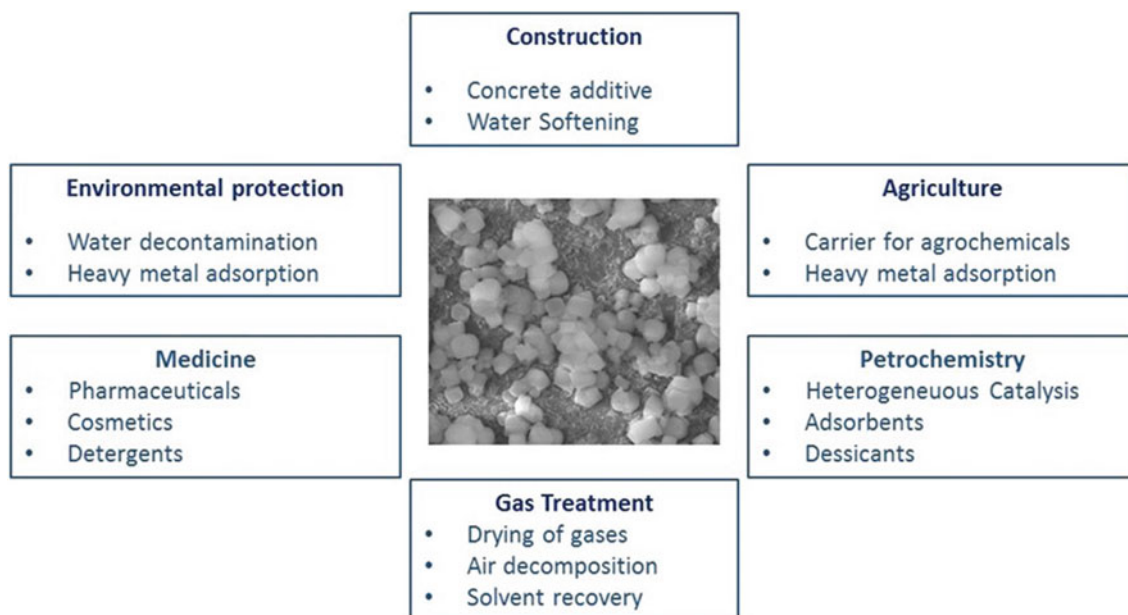 Construction
• Concrete additive
• Water Softening
Environmental protection
• Water decontamination
• Heavy metal adsorption
Agriculture
• Carrier for agrochemicals
• Heavy metal adsorption
Medicine
• Pharmaceuticals
• Cosmetics
• Detergents
Petrochemistry
• Heterogeneuous Catalysis
• Adsorbents
• Dessicants
Gas Treatment
• Drying of gases
• Air decomposition
• Solvent recovery